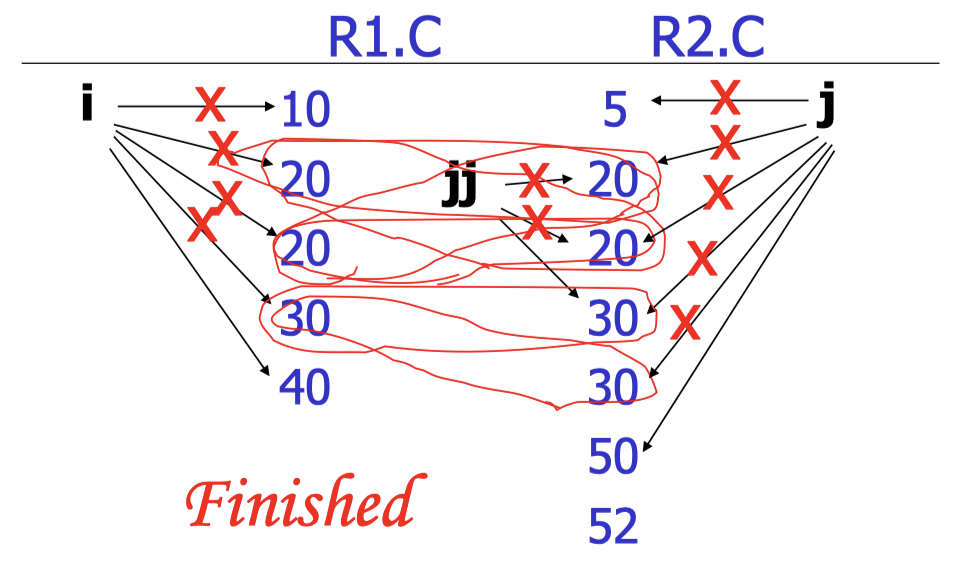 R1.C R2.C
i X 10 5 X j
X 20 jj X 20 X
X 20 X 20 X
X 30 30 X
40 30 X
50
Finished
52